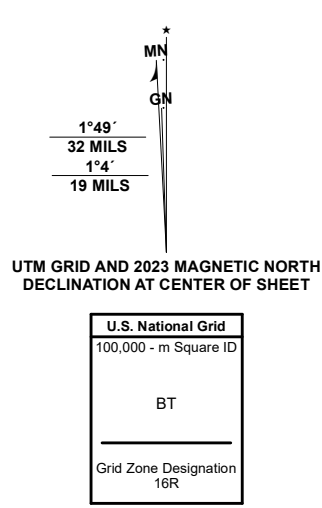 ★
MN
GN
1°49´
32 MILS
1°4´
19 MILS
UTM GRID AND 2023 MAGNETIC NORTH
DECLINATION AT CENTER OF SHEET
U.S. National Grid
100,000 - m Square ID
BT
Grid Zone Designation
16R